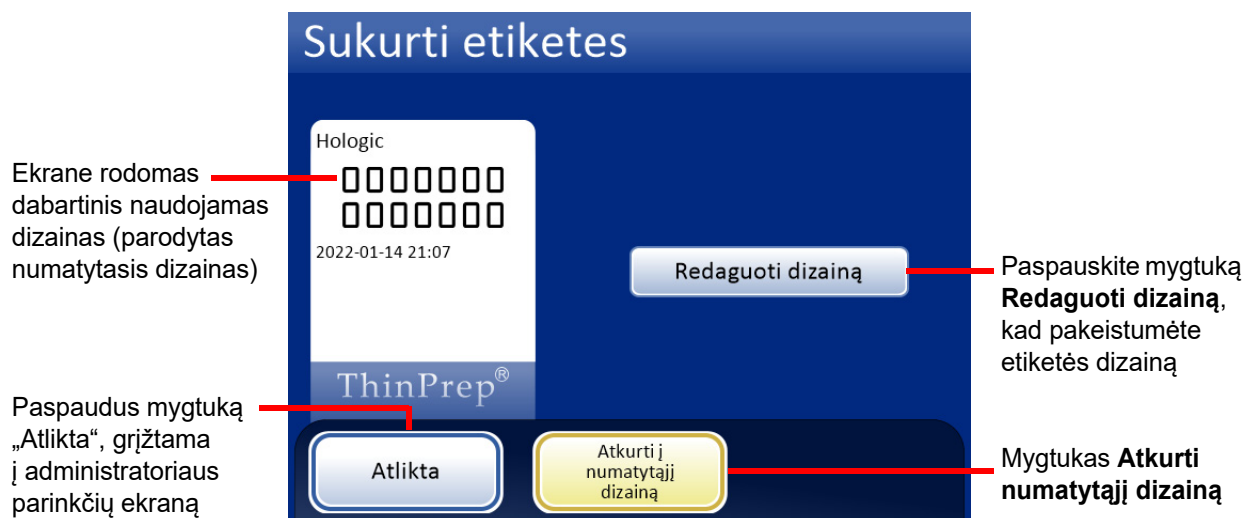 Sukurti etiketes
Hologic
0000000
0000000
2022-01-14 21:07
ThinPrep®
Redaguoti dizainą
Atlikta
Atkurti į
numatytąjį
dizainą
Ekrane rodomas
dabartinis naudojamas
dizainas (parodytas
numatytasis dizainas)
Paspaudus mygtuką
„Atlikta“, grįžtama
į administratoriaus
parinkčių ekraną
Paspauskite mygtuką
Redaguoti dizainą,
kad pakeistumėte
etiketės dizainą
Mygtukas Atkurti
numatytąjį dizainą